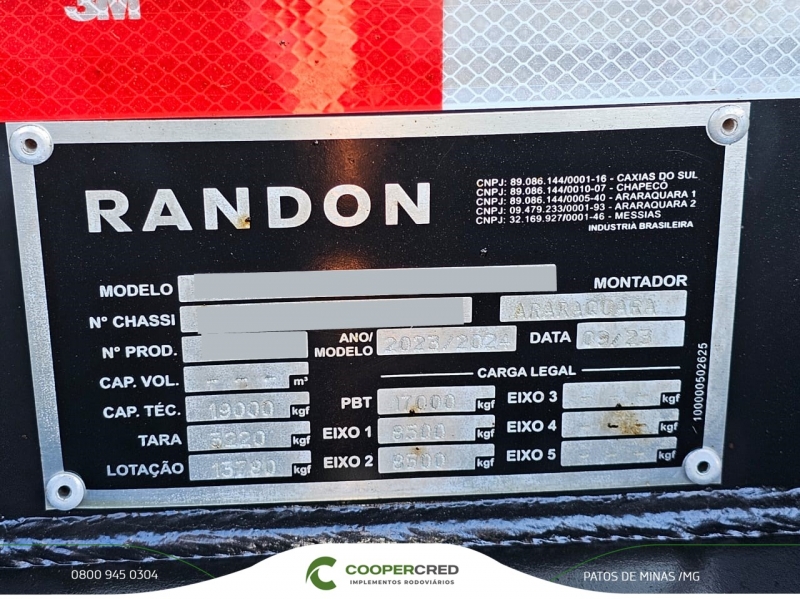 3M
RANDON
CNPJ: 89.086.144/0001-16 - CAXIAS DO SUL
CNPJ: 89.086.144/0010-07 - CHAPECÓ
CNPJ: 89.086.144/0005-40 - ARARAQUARA 1
CNPJ: 09.479.233/0001-93 - ARARAQUARA 2
CNPJ: 32.169.927/0001-46 - MESSIAS
INDUSTRIA BRASILEIRA
MODELO
MONTADOR
Nº CHASSI ARARAQUARA
Nº PROD. ANO/MODELO 2023/2024 DATA 09/23
CAP. VOL. - - - m³
CARGA LEGAL
CAP. TÉC. 19000 kgf
TARA 3220 kgf
LOTAÇÃO 13780 kgf
PBT 17000 kgf
EIXO 1 8500 kgf
EIXO 2 8500 kgf
EIXO 3 - - - kgf
EIXO 4 - - - kgf
EIXO 5 - - - kgf
100000502625
0800 945 0304
COOPERCRED
IMPLEMENTOS RODOVIÁRIOS
PATOS DE MINAS /MG